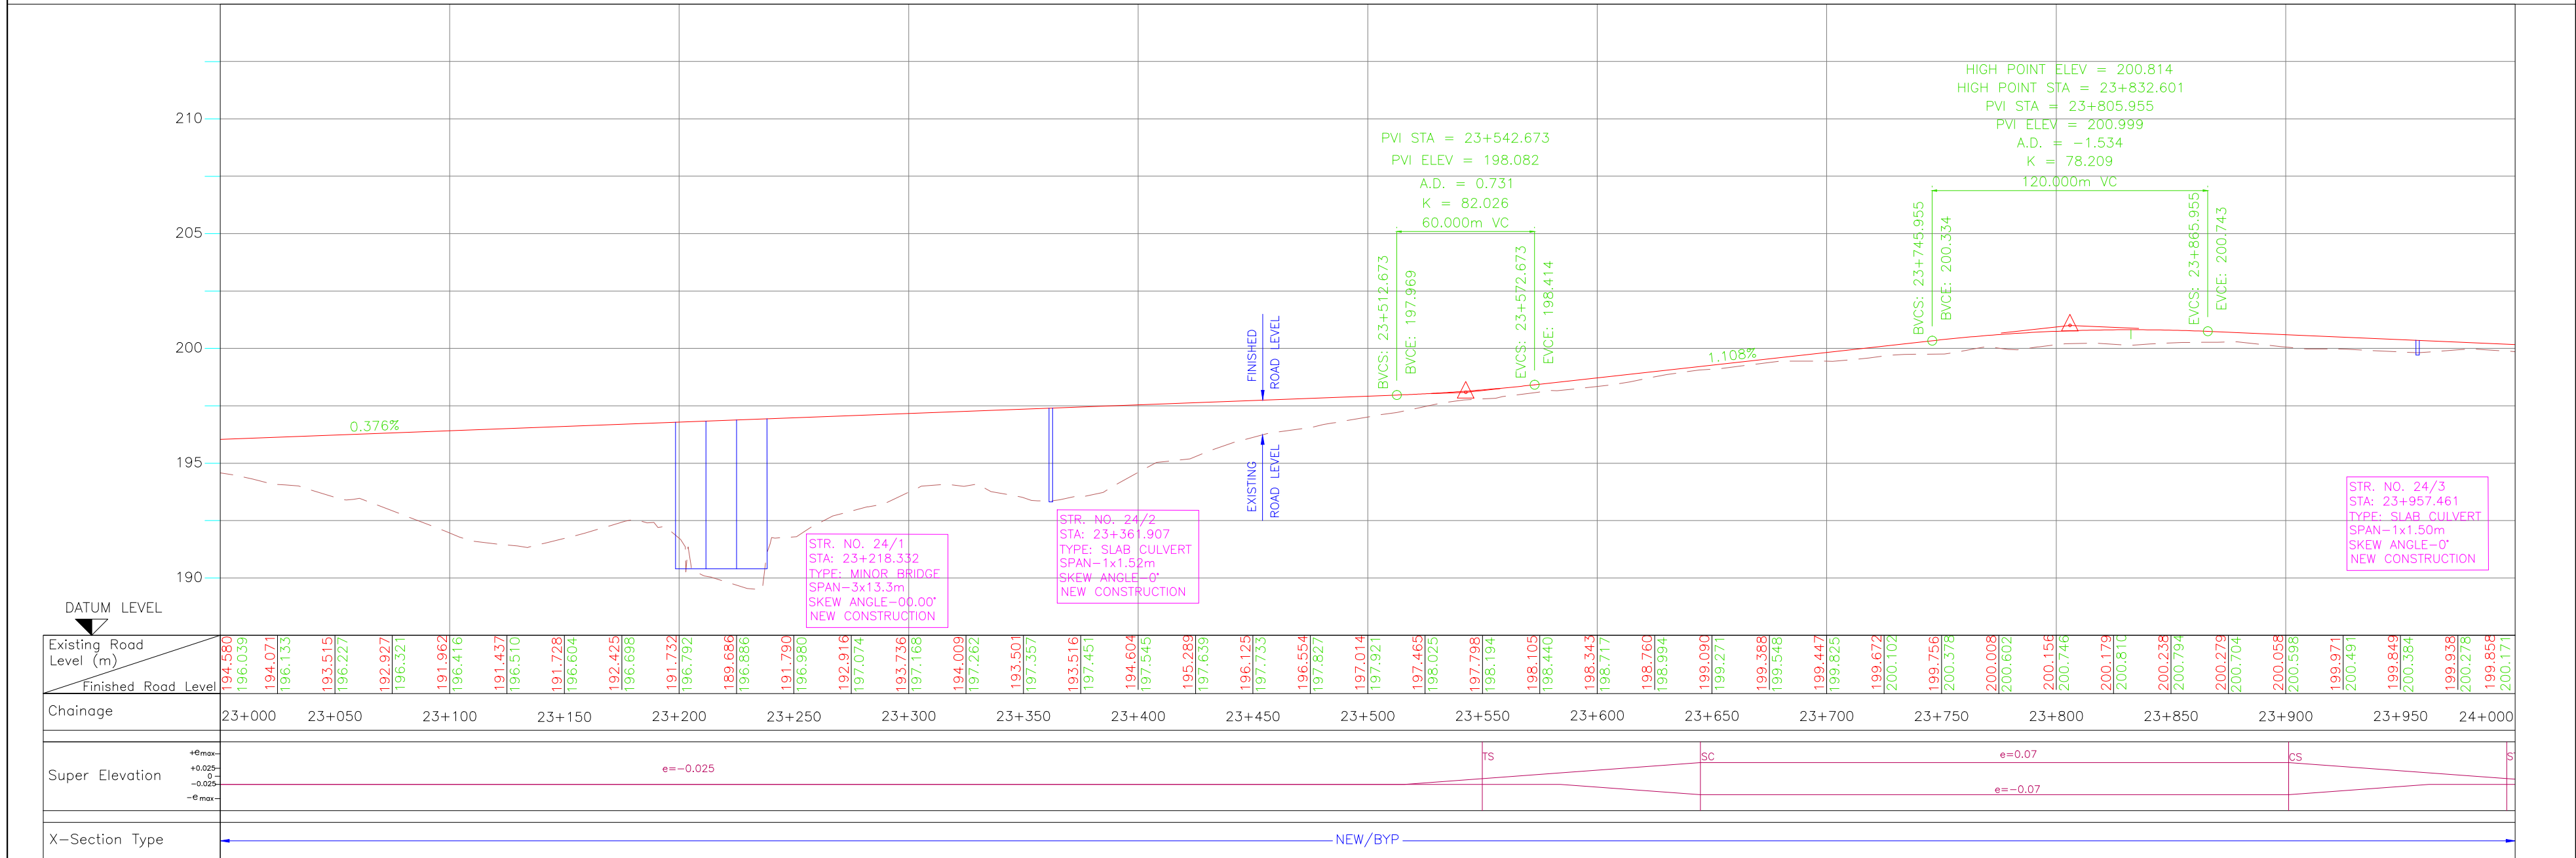 HIGH POINT ELEV = 200.814
HIGH POINT STA = 23+832.601
PVI STA = 23+805.955
PVI ELEV = 200.999
A.D. = -1.534
K = 78.209
120.000m VC
PVI STA = 23+542.673
PVI ELEV = 198.082
A.D. = 0.731
K = 82.026
60.000m VC
BVCS: 23+512.673
BVCE: 197.969
EVCS: 23+572.673
EVCE: 198.414
BVCS: 23+745.955
BVCE: 200.334
EVCS: 23+865.955
EVCE: 200.743
210
205
200
195
190
FINISHED
ROAD LEVEL
EXISTING
ROAD LEVEL
0.376%
1.108%
STR. NO. 24/1
STA: 23+218.332
TYPE: MINOR BRIDGE
SPAN-3x13.3m
SKEW ANGLE-00.00°
NEW CONSTRUCTION
STR. NO. 24/2
STA: 23+361.907
TYPE: SLAB CULVERT
SPAN-1x1.52m
SKEW ANGLE-0°
NEW CONSTRUCTION
STR. NO. 24/3
STA: 23+957.461
TYPE: SLAB CULVERT
SPAN-1x1.50m
SKEW ANGLE-0°
NEW CONSTRUCTION
DATUM LEVEL
Existing Road
Level (m)
Finished Road Level
194.580
196.039
194.071
196.133
193.515
196.227
192.927
196.321
191.962
196.416
191.437
196.510
191.728
196.604
192.425
196.698
191.732
196.792
189.686
196.886
191.790
196.980
192.916
197.074
193.736
197.168
194.009
197.262
193.501
197.357
193.516
197.451
194.604
197.545
195.289
197.639
196.125
197.733
196.554
197.827
197.014
197.921
197.465
198.025
197.798
198.194
198.105
198.440
198.343
198.717
198.760
198.994
199.090
199.271
199.388
199.548
199.447
199.825
199.672
200.102
199.756
200.378
200.008
200.602
200.156
200.746
200.179
200.810
200.238
200.794
200.279
200.704
200.058
200.598
199.971
200.491
199.849
200.384
199.938
200.278
199.858
200.171
Chainage
23+000 23+050 23+100 23+150 23+200 23+250 23+300 23+350 23+400 23+450 23+500 23+550 23+600 23+650 23+700 23+750 23+800 23+850 23+900 23+950 24+000
Super Elevation
+emax
+0.025
0
-0.025
-emax
e=-0.025
TS
SC
e=0.07
e=-0.07
CS
X-Section Type
NEW/BYP